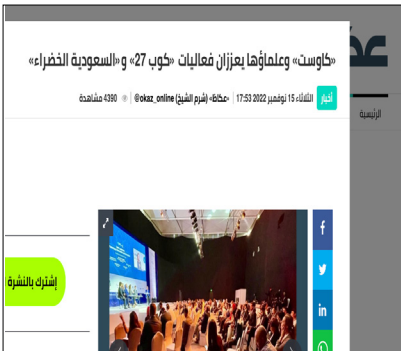 «كاوست» وعلماؤها يعززان فعاليات «كوب 27» و«السعودية الخضراء»
أخبار
الثلاثاء 15 نوفمبر 2022 17:53 | «عكاظ» (شرم الشيخ) okaz_online@ | 4390 مشاهدة
الرئيسية
إشترك بالنشرة